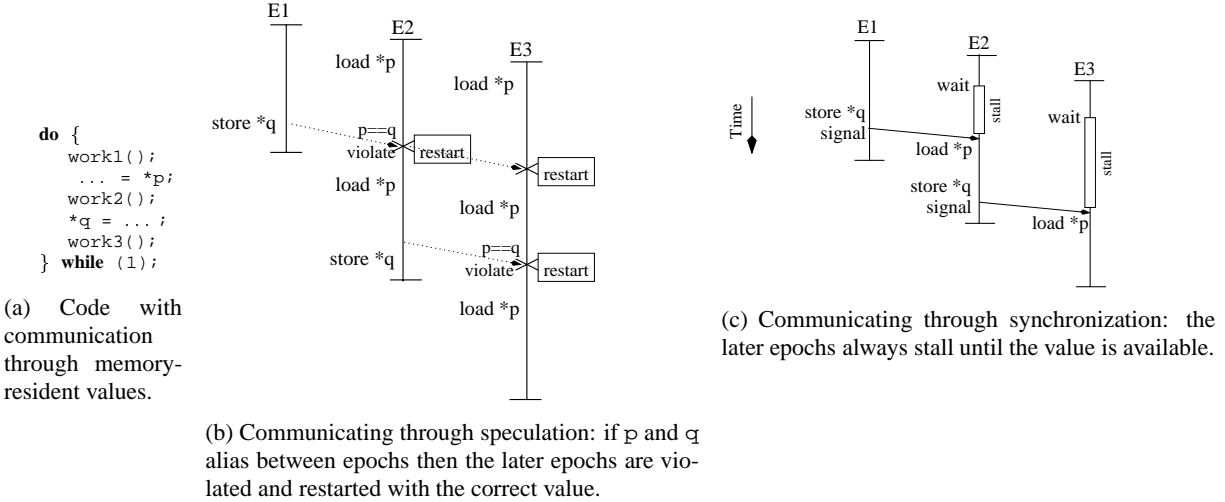 do {
work1();
... = *p;
work2();
*q = ... ;
work3();
} while (1);
(a) Code with
communication
through memory-
resident values.
E1
E2
E3
load *p
load *p
store *q
p==q
violate
restart
restart
load *p
load *p
store *q
p==q
violate
restart
load *p
(b) Communicating through speculation: if p and q
alias between epochs then the later epochs are vio-
lated and restarted with the correct value.
Time
E1
E2
E3
wait
stall
wait
stall
store *q
signal
load *p
store *q
signal
load *p
(c) Communicating through synchronization: the
later epochs always stall until the value is available.